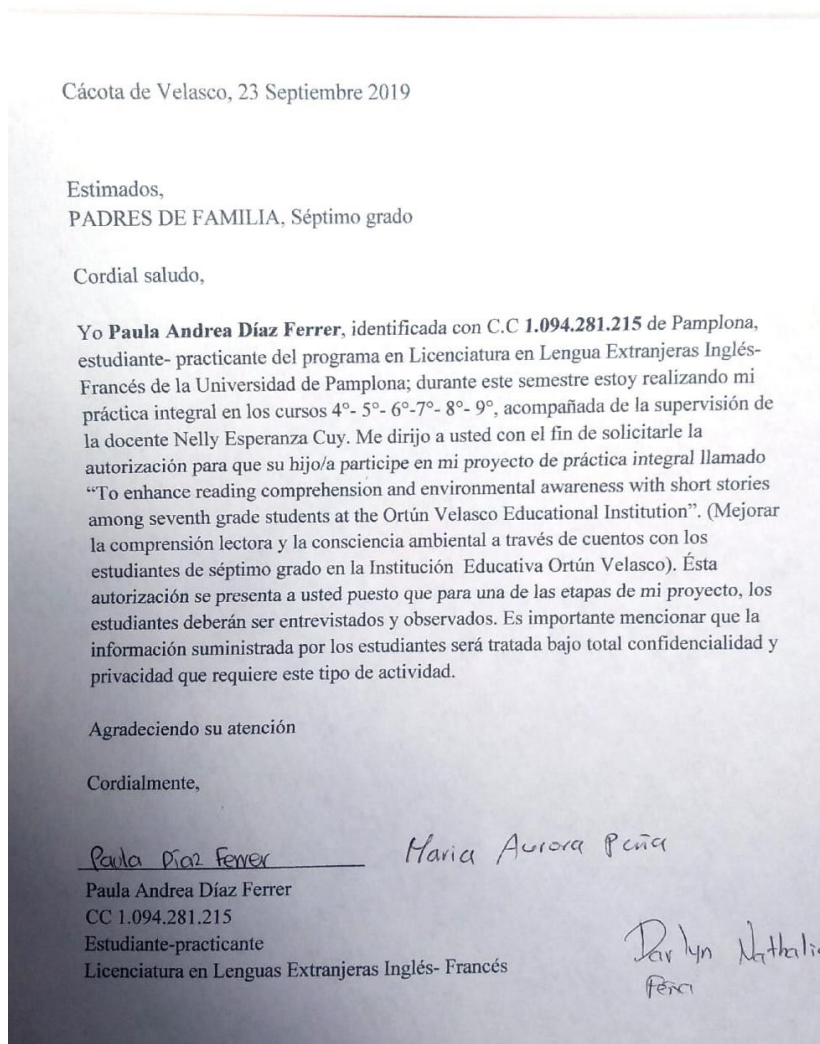 Cácota de Velasco, 23 Septiembre 2019
Estimados,
PADRES DE FAMILIA, Séptimo grado
Cordial saludo,
Yo Paula Andrea Díaz Ferrer, identificada con C.C 1.094.281.215 de Pamplona,
estudiante- practicante del programa en Licenciatura en Lengua Extranjeras Inglés-
Francés de la Universidad de Pamplona; durante este semestre estoy realizando mi
práctica integral en los cursos 4°- 5°- 6°-7°- 8°- 9°, acompañada de la supervisión de
la docente Nelly Esperanza Cuy. Me dirijo a usted con el fin de solicitarle la
autorización para que su hijo/a participe en mi proyecto de práctica integral llamado
“To enhance reading comprehension and environmental awareness with short stories
among seventh grade students at the Ortún Velasco Educational Institution”. (Mejorar
la comprensión lectora y la consciencia ambiental a través de cuentos con los
estudiantes de séptimo grado en la Institución Educativa Ortún Velasco). Ésta
autorización se presenta a usted puesto que para una de las etapas de mi proyecto, los
estudiantes deberán ser entrevistados y observados. Es importante mencionar que la
información suministrada por los estudiantes será tratada bajo total confidencialidad y
privacidad que requiere este tipo de actividad.
Agradeciendo su atención
Cordialmente,
Paula Díaz Ferrer Maria Aurora Peña
Paula Andrea Díaz Ferrer
CC 1.094.281.215
Estudiante-practicante
Licenciatura en Lenguas Extranjeras Inglés- Francés
Darlyn Nathalia
Peña